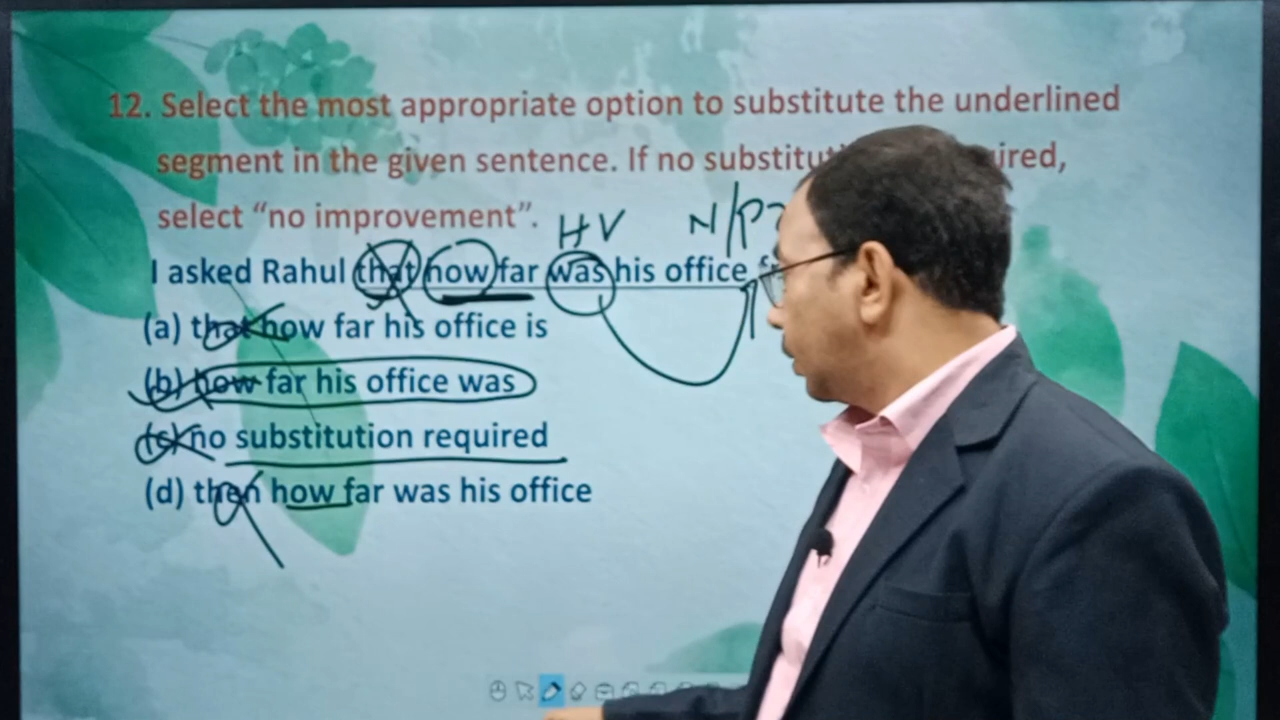 12. Select the most appropriate option to substitute the underlined
segment in the given sentence. If no
select "no improvement".
HV N/P
I asked Rahul that how far was his office
(a) that how far his office is
(b) how far his office was
(c) no substitution required
(d) then how far was his office